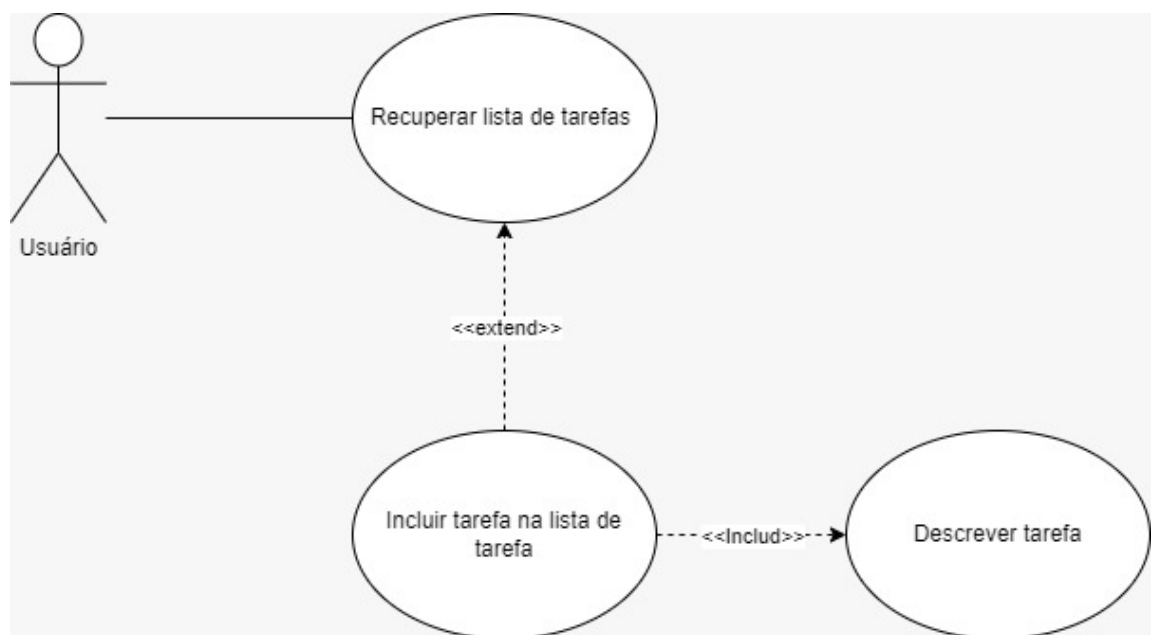 Recuperar lista de tarefas
Usuário
<<extend>>
Incluir tarefa na lista de
tarefa
<<Includ>>
Descrever tarefa